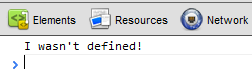 Elements Resources Network
I wasn't defined!
>